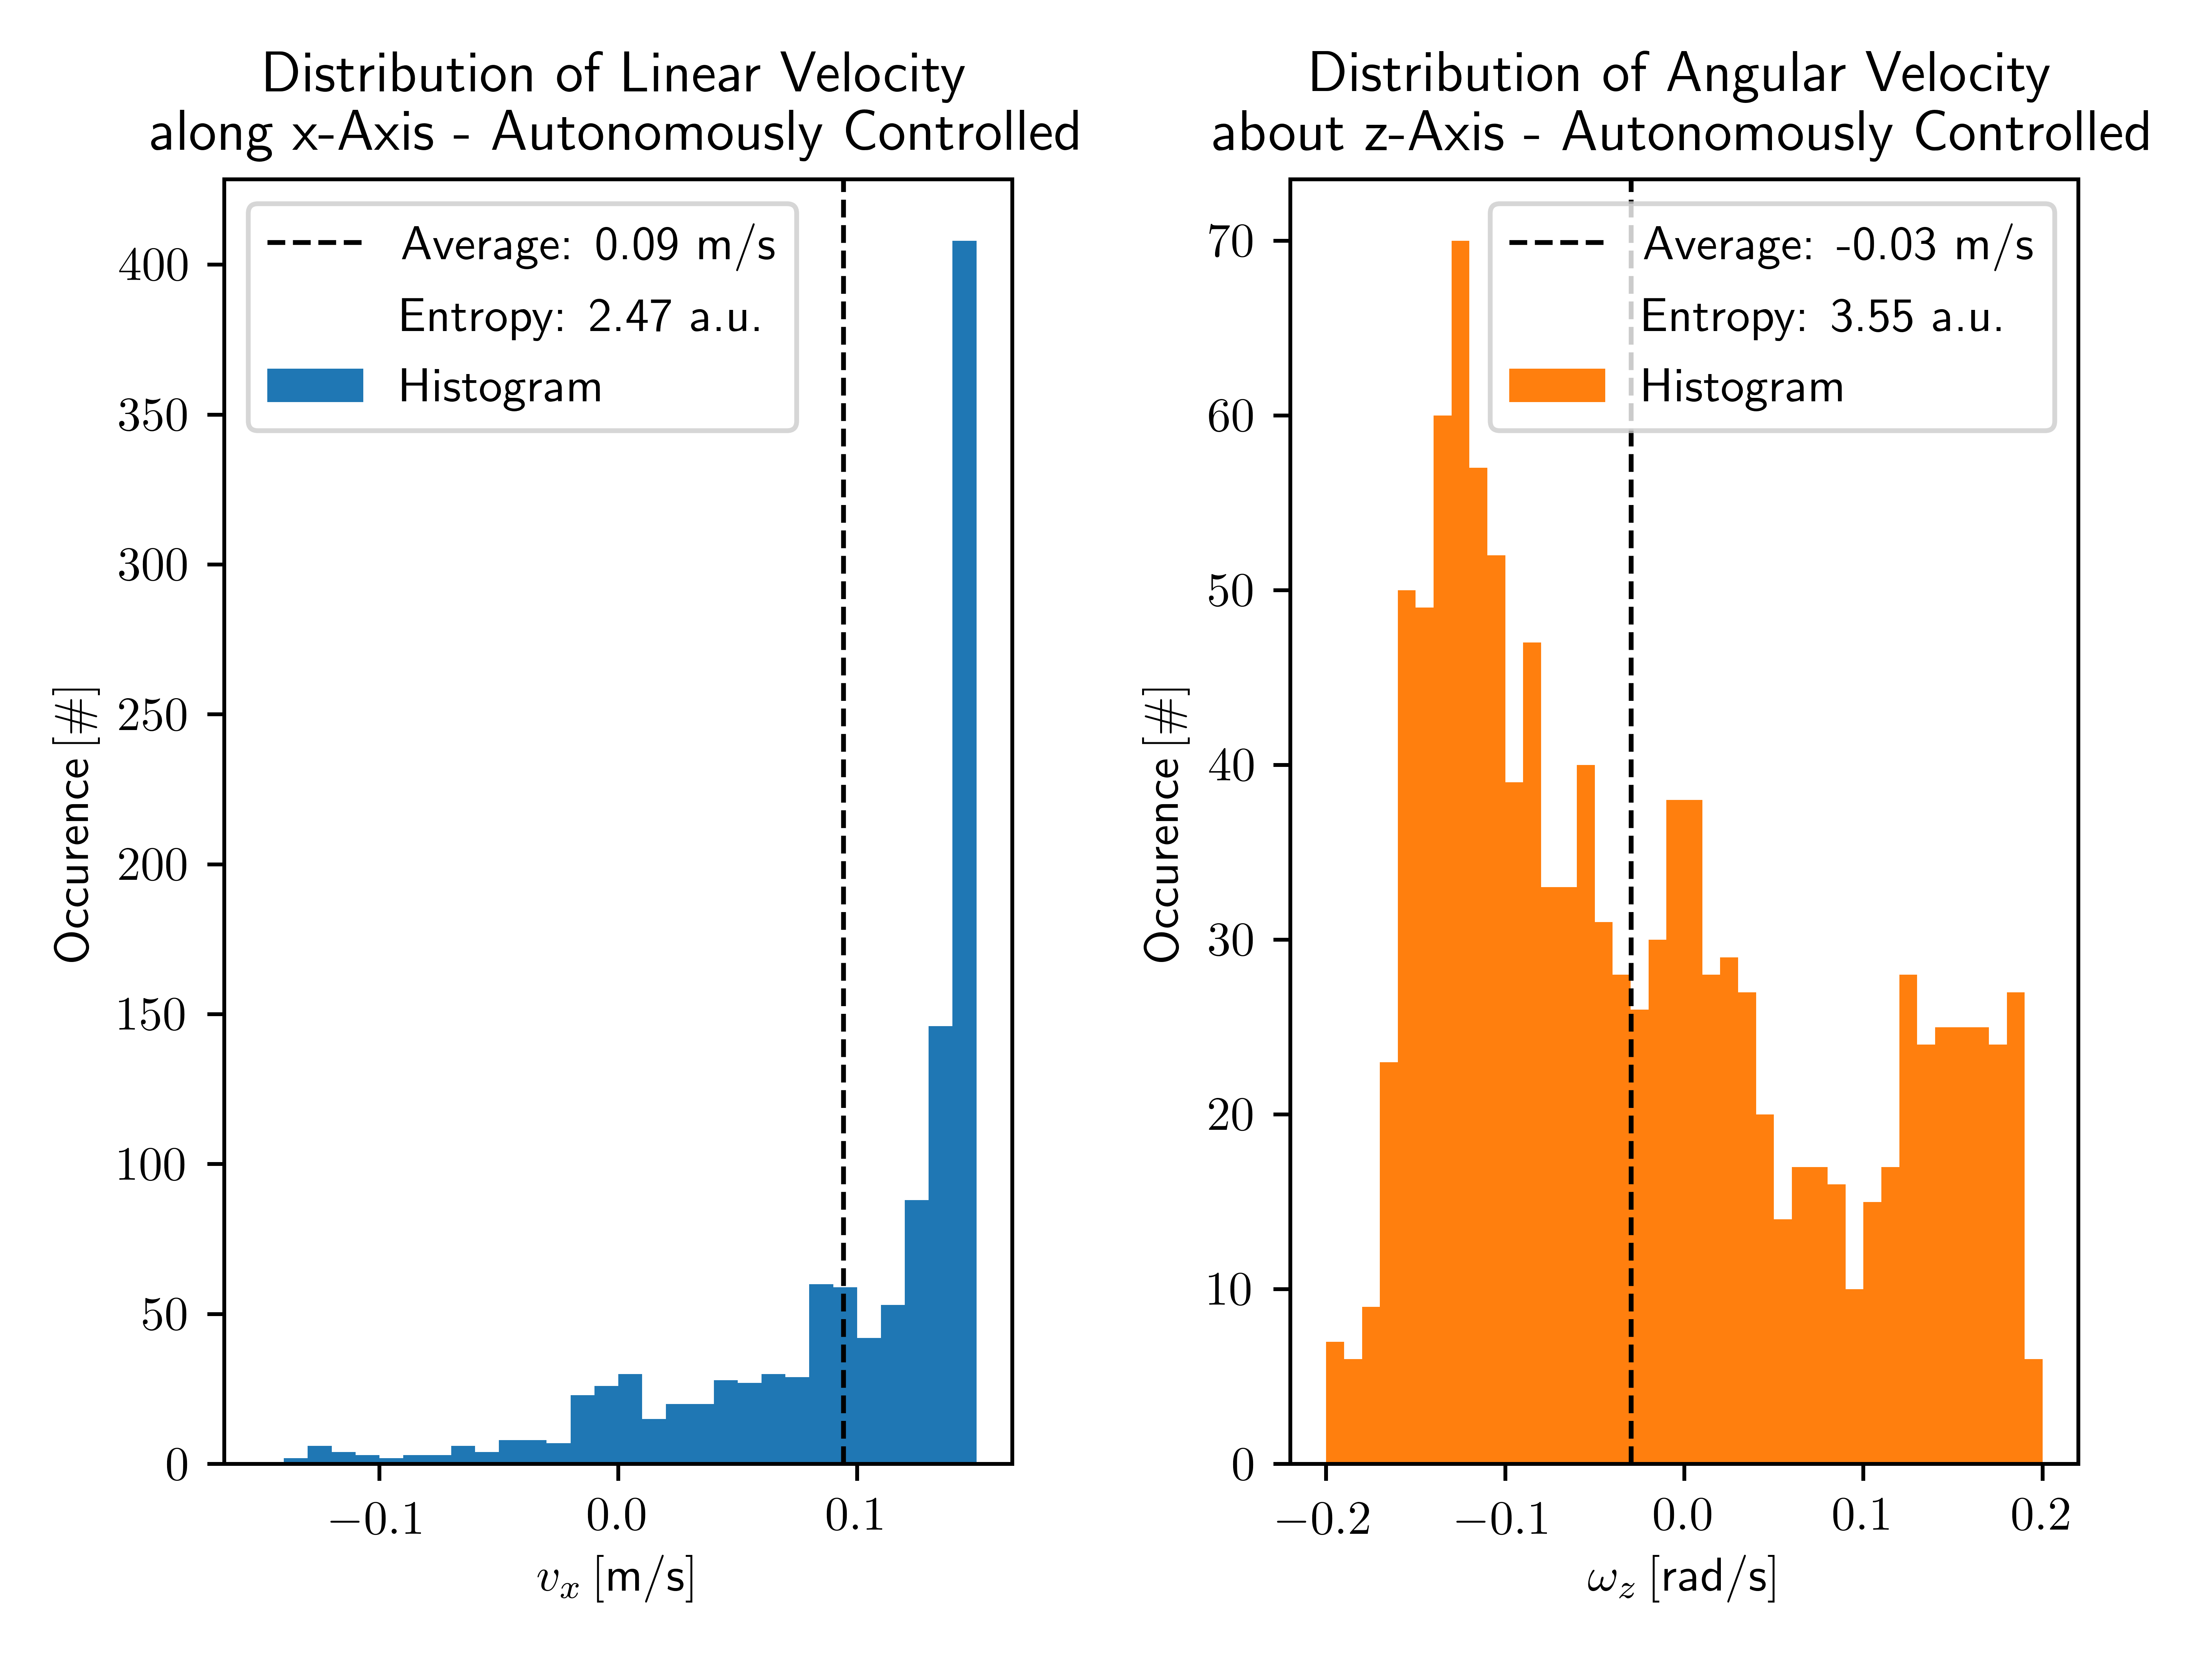 Distribution of Linear Velocity
along x-Axis - Autonomously Controlled
Average: 0.09 m/s
Entropy: 2.47 a.u.
Histogram
Occurence [#]
400
350
300
250
200
150
100
50
0
−0.1
0.0
0.1
v_x [m/s]
Distribution of Angular Velocity
about z-Axis - Autonomously Controlled
Average: -0.03 m/s
Entropy: 3.55 a.u.
Histogram
Occurence [#]
70
60
50
40
30
20
10
0
−0.2
−0.1
0.0
0.1
0.2
ω_z [rad/s]